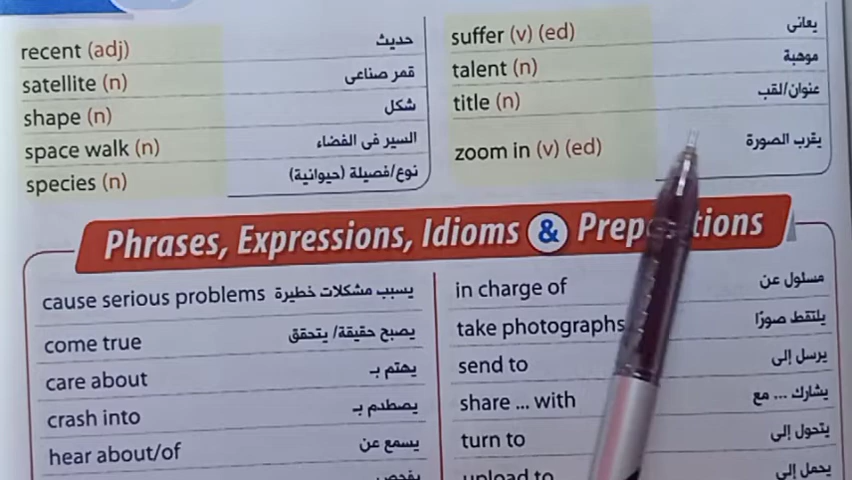 recent (adj) حديث
satellite (n) قمر صناعى
shape (n) شكل
space walk (n) السير فى الفضاء
species (n) نوع/فصيلة (حيوانية)
suffer (v) (ed) يعانى
talent (n) موهبة
title (n) عنوان/لقب
zoom in (v) (ed) يقرب الصورة
Phrases, Expressions, Idioms & Prepositions
cause serious problems يسبب مشكلات خطيرة
come true يصبح حقيقة/ يتحقق
care about يهتم بـ
crash into يصطدم بـ
hear about/of يسمع عن
يفحص
in charge of مسئول عن
take photographs يلتقط صورًا
send to يرسل إلى
share ... with يشارك ... مع
turn to يتحول إلى
upload to يحمل إلى